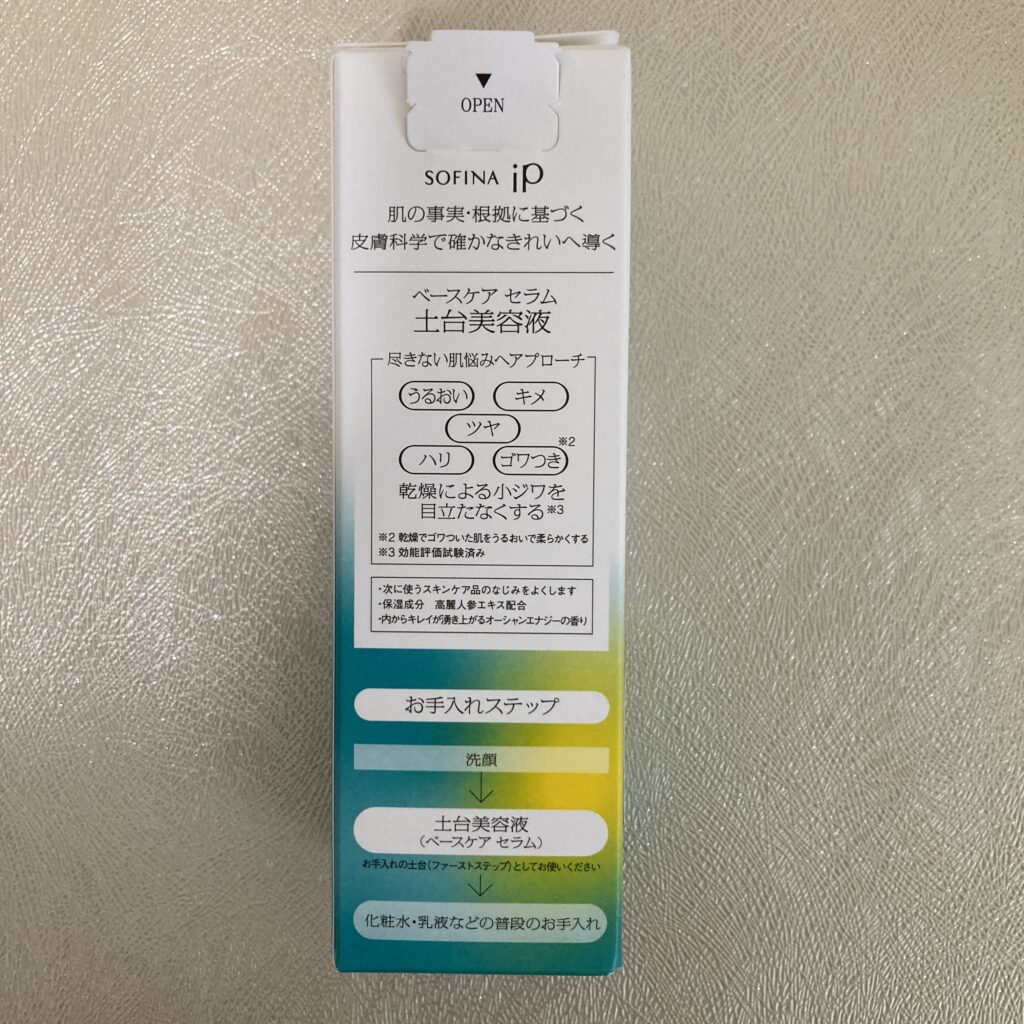 ▼
OPEN
SOFINA iP
肌の事実・根拠に基づく
皮膚科学で確かなきれいへ導く
ベースケア セラム
土台美容液
尽きない肌悩みへアプローチ
うるおい キメ
ツヤ
ハリ ゴワつき※2
乾燥による小ジワを
目立たなくする※3
※2 乾燥でゴワついた肌をうるおいで柔らかくする
※3 効能評価試験済み
・次に使うスキンケア品のなじみをよくします
・保湿成分　高麗人参エキス配合
・内からキレイが湧き上がるオーシャンエナジーの香り
お手入れステップ
洗顔
土台美容液
（ベースケア セラム）
お手入れの土台（ファーストステップ）としてお使いください
化粧水・乳液などの普段のお手入れ